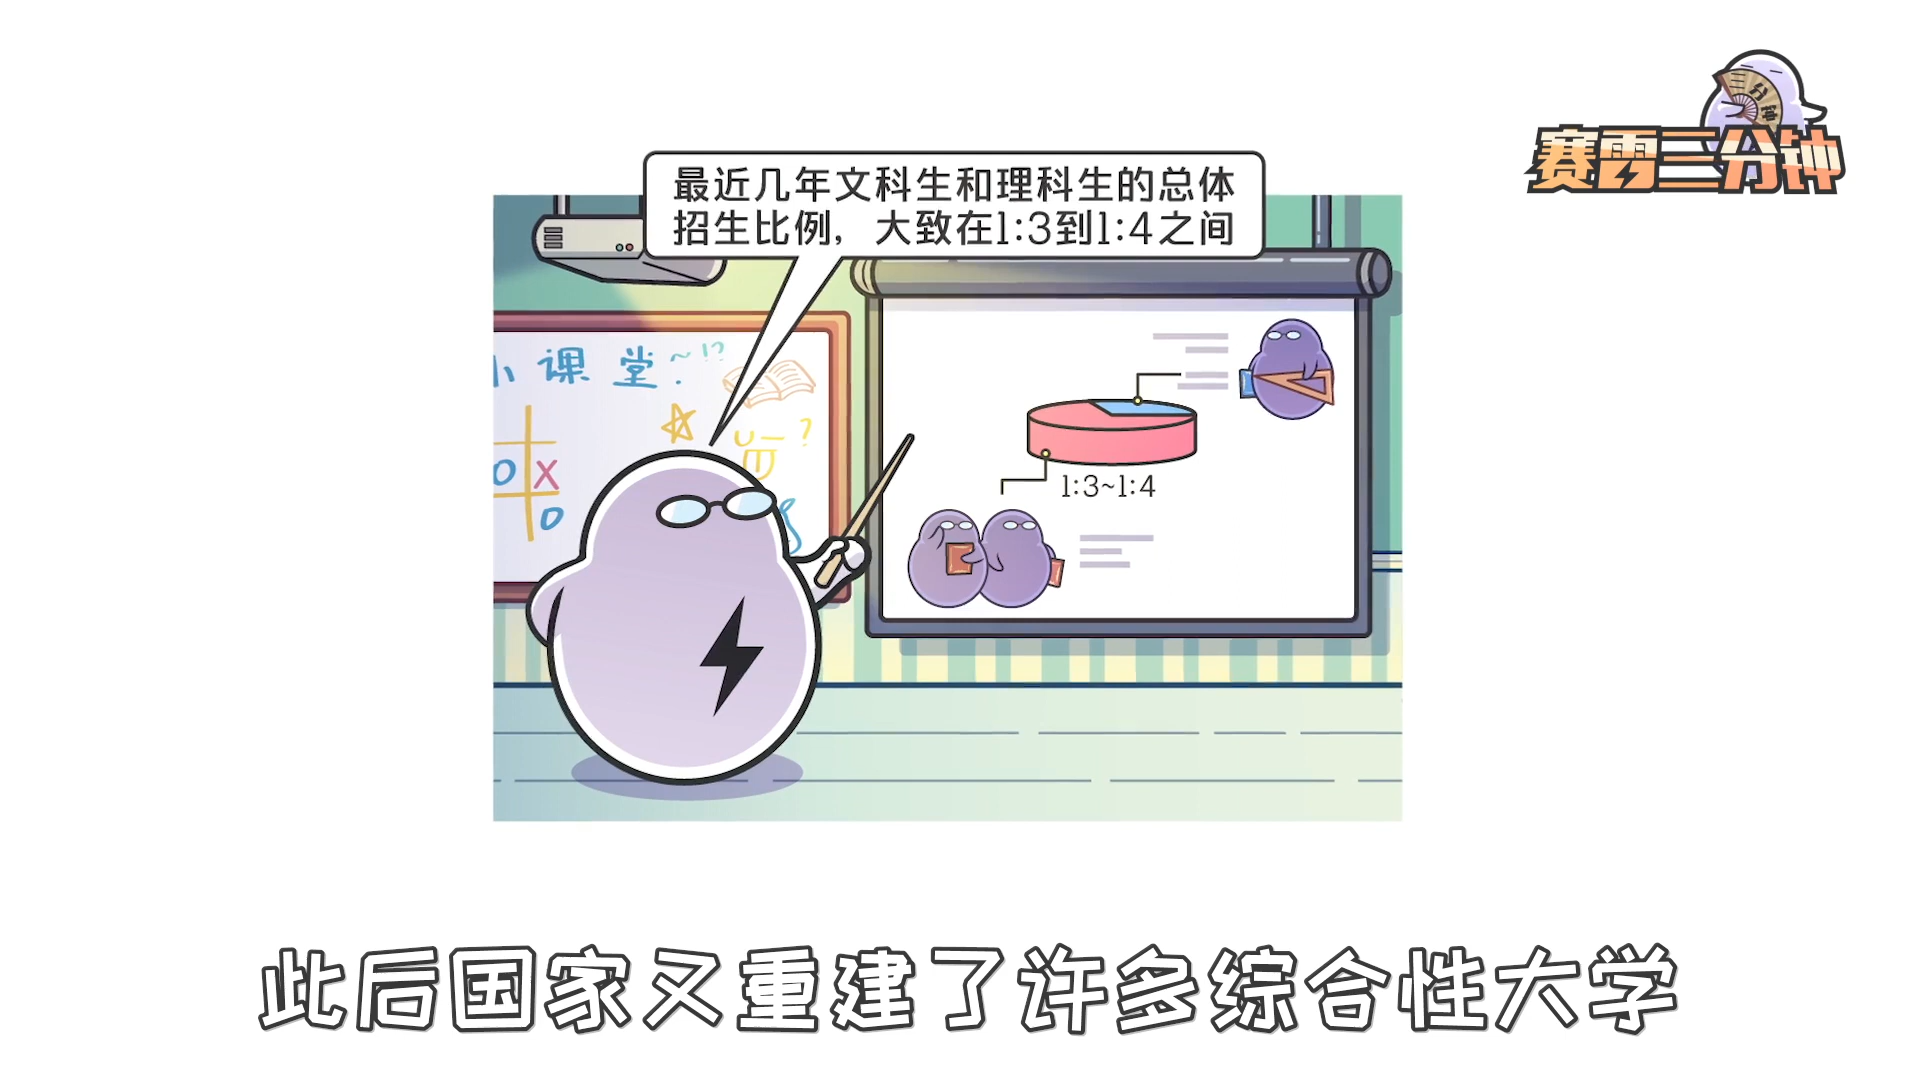 赛雷三分钟
最近几年文科生和理科生的总体
招生比例，大致在1:3到1:4之间
小课堂~!?
O X
O
1:3~1:4
此后国家又重建了许多综合性大学